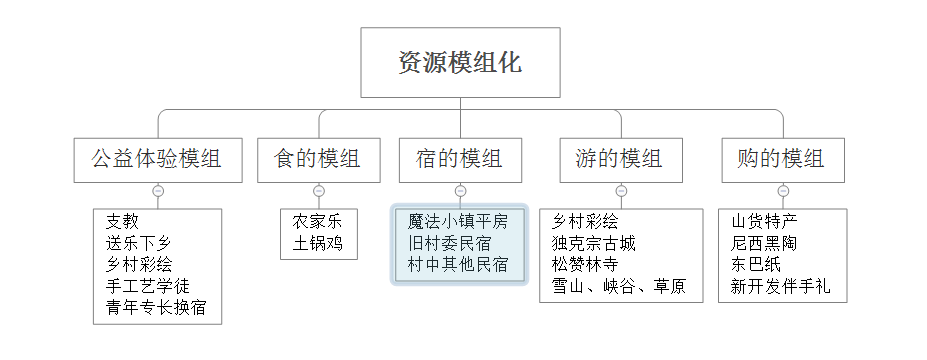 资源模组化
公益体验模组
食的模组
宿的模组
游的模组
购的模组
支教
送乐下乡
乡村彩绘
手工艺学徒
青年专长换宿
农家乐
土锅鸡
魔法小镇平房
旧村委民宿
村中其他民宿
乡村彩绘
独克宗古城
松赞林寺
雪山、峡谷、草原
山货特产
尼西黑陶
东巴纸
新开发伴手礼